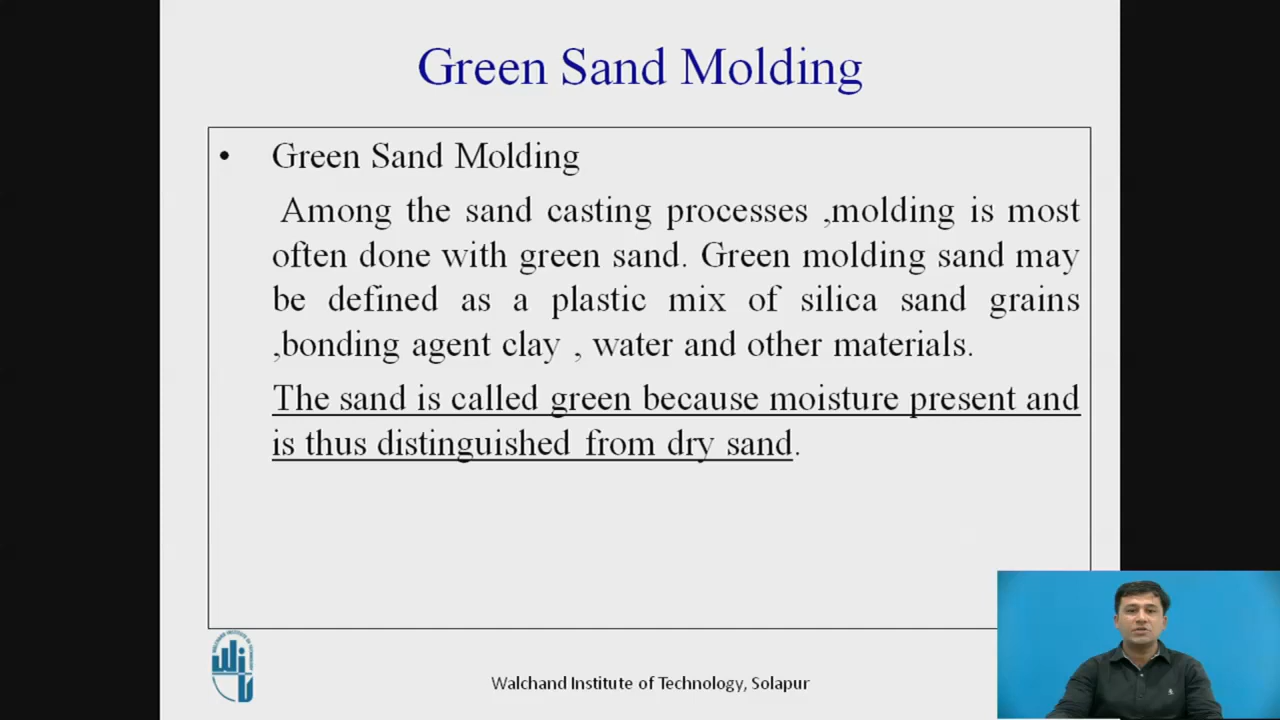 Green Sand Molding
• Green Sand Molding
Among the sand casting processes ,molding is most
often done with green sand. Green molding sand may
be defined as a plastic mix of silica sand grains
,bonding agent clay , water and other materials.
The sand is called green because moisture present and
is thus distinguished from dry sand.
Walchand Institute of Technology, Solapur